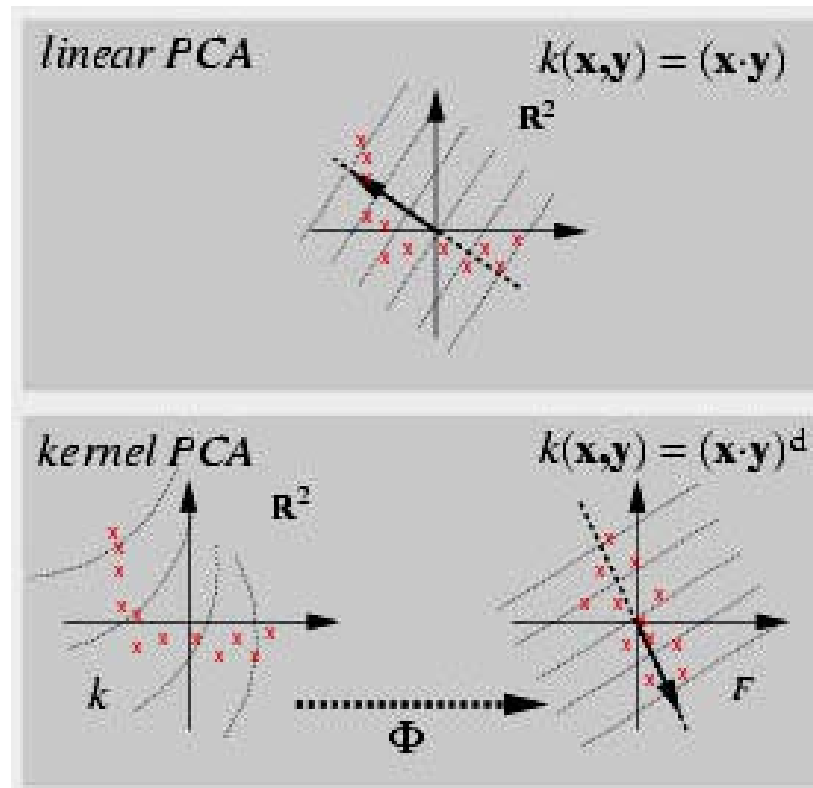 linear PCA
k(x,y) = (x·y)
R²
kernel PCA
k(x,y) = (x·y)ᵈ
R²
k
F
Φ